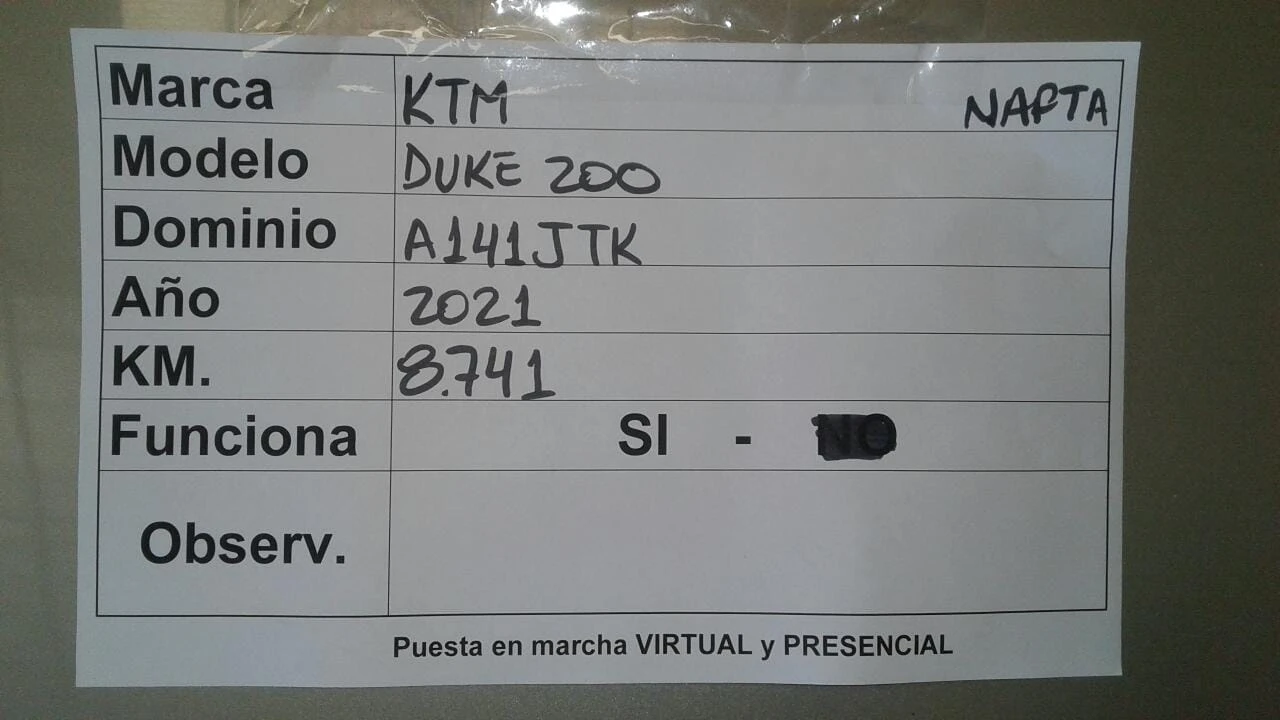 Marca KTM NAFTA
Modelo DUKE 200
Dominio A141JTK
Año 2021
KM. 8.741
Funciona SI - NO
Observ.
Puesta en marcha VIRTUAL y PRESENCIAL